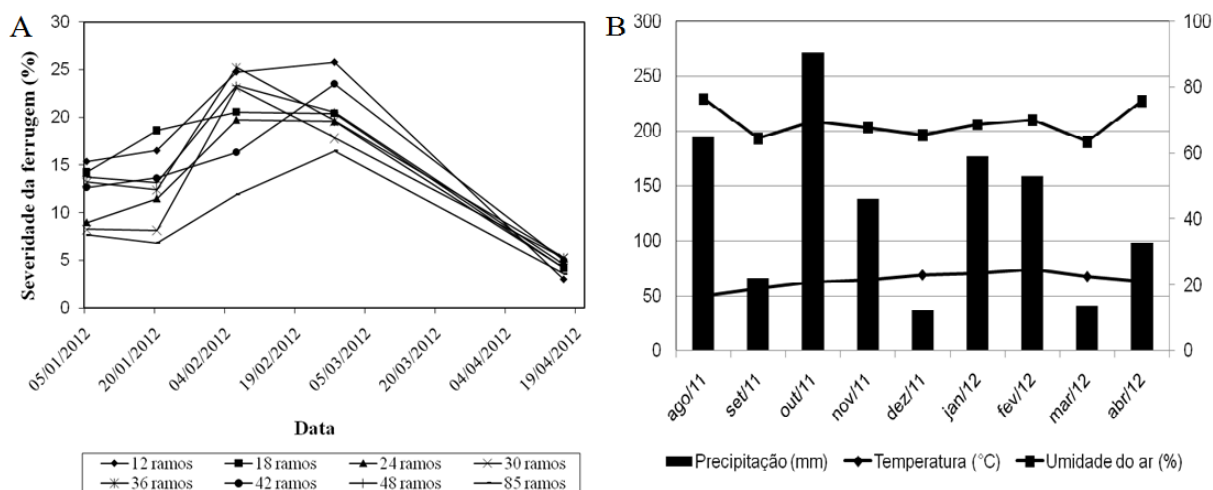 A
30
25
20
15
10
5
0
Severidade da ferrugem (%)
05/01/2012
20/01/2012
04/02/2012
19/02/2012
05/03/2012
20/03/2012
04/04/2012
19/04/2012
Data
12 ramos 18 ramos 24 ramos 30 ramos
36 ramos 42 ramos 48 ramos 85 ramos
B
300
250
200
150
100
50
0
100
80
60
40
20
0
ago/11
set/11
out/11
nov/11
dez/11
jan/12
fev/12
mar/12
abr/12
Precipitação (mm) Temperatura (°C) Umidade do ar (%)